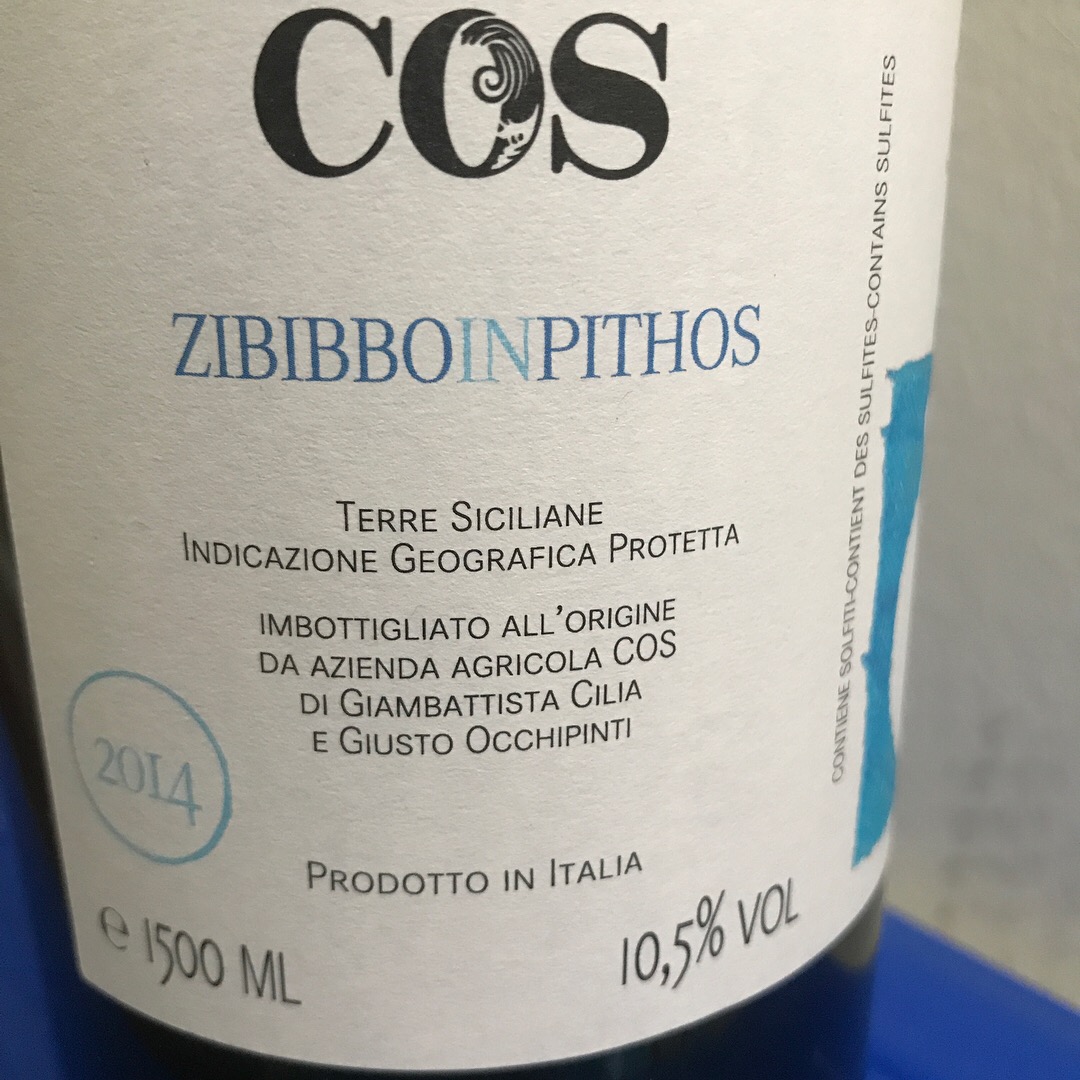 COS
ZIBIBBOINPITHOS
TERRE SICILIANE
INDICAZIONE GEOGRAFICA PROTETTA
IMBOTTIGLIATO ALL'ORIGINE
DA AZIENDA AGRICOLA COS
DI GIAMBATTISTA CILIA
E GIUSTO OCCHIPINTI
2014
PRODOTTO IN ITALIA
℮ 1500 ML
10,5% VOL
CONTIENE SOLFITI-CONTIENT DES SULFITES-CONTAINS SULFITES